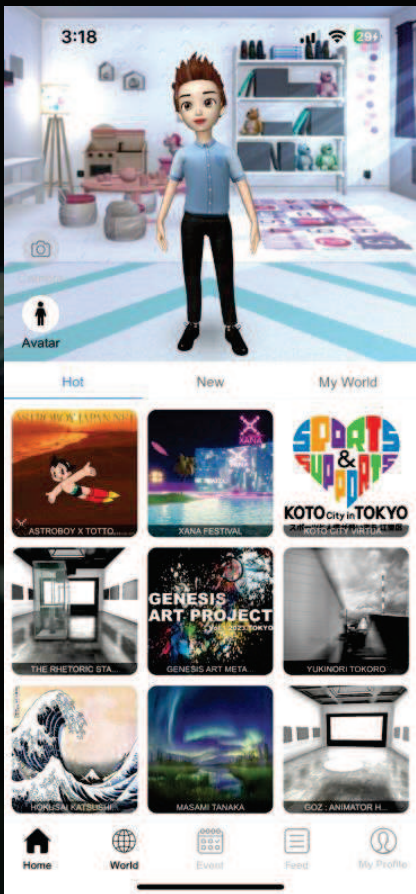 3:18
29
Avatar
Hot
New
My World
ASTROBOY X TOTTO...
XANA
XANA FESTIVAL
SPORTS
&
SUPPORTS
KOTO City in TOKYO
KOTO CITY VIRTUA
THE RHETORIC STA...
GENESIS
ART PROJECT
GENESIS ART META...
YUKINORI TOKORO
HOKUSAI KATSUSHI...
MASAMI TANAKA
GOZ : ANIMATOR H...
Home
World
Event
Feed
My Profile